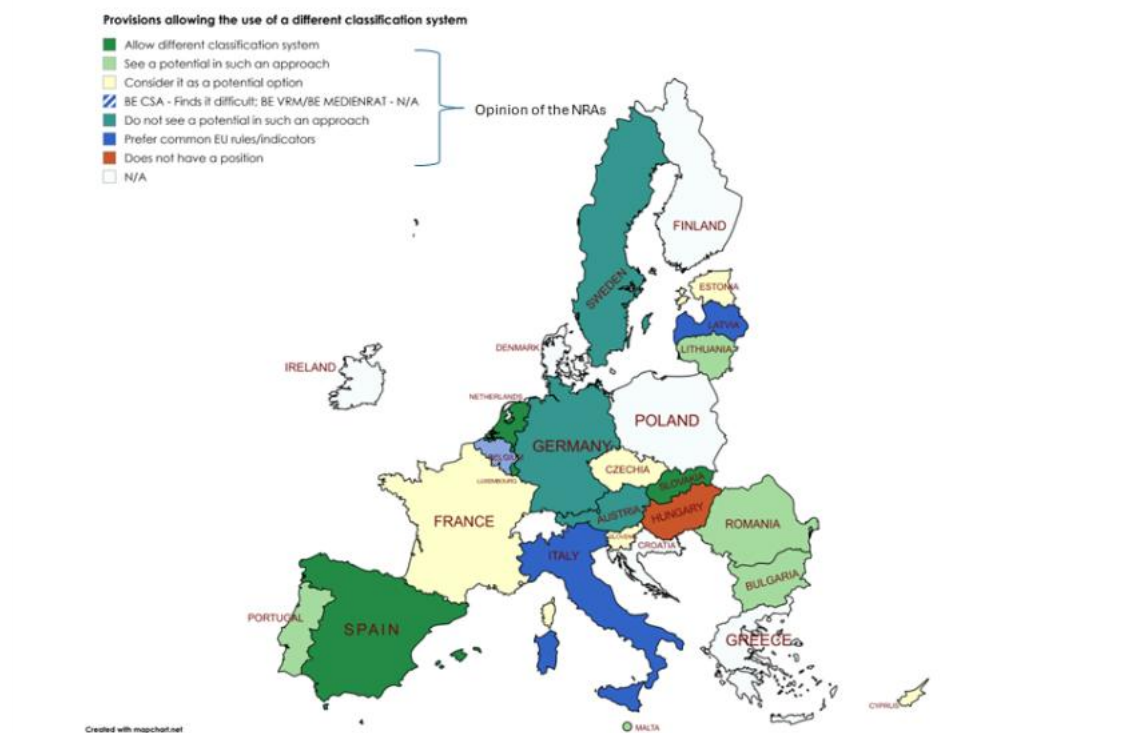 Provisions allowing the use of a different classification system
Allow different classification system
See a potential in such an approach
Consider it as a potential option
BE CSA - Finds it difficult; BE VRM/BE MEDIENRAT - N/A
Do not see a potential in such an approach
Prefer common EU rules/indicators
Does not have a position
N/A
Opinion of the NRAs
FINLAND
SWEDEN
ESTONIA
LATVIA
LITHUANIA
DENMARK
IRELAND
NETHERLANDS
POLAND
GERMANY
BELGIUM
CZECHIA
LUXEMBOURG
SLOVAKIA
FRANCE
AUSTRIA
HUNGARY
ROMANIA
CROATIA
ITALY
BULGARIA
PORTUGAL
SPAIN
GREECE
CYPRUS
MALTA
Created with mapchart.net